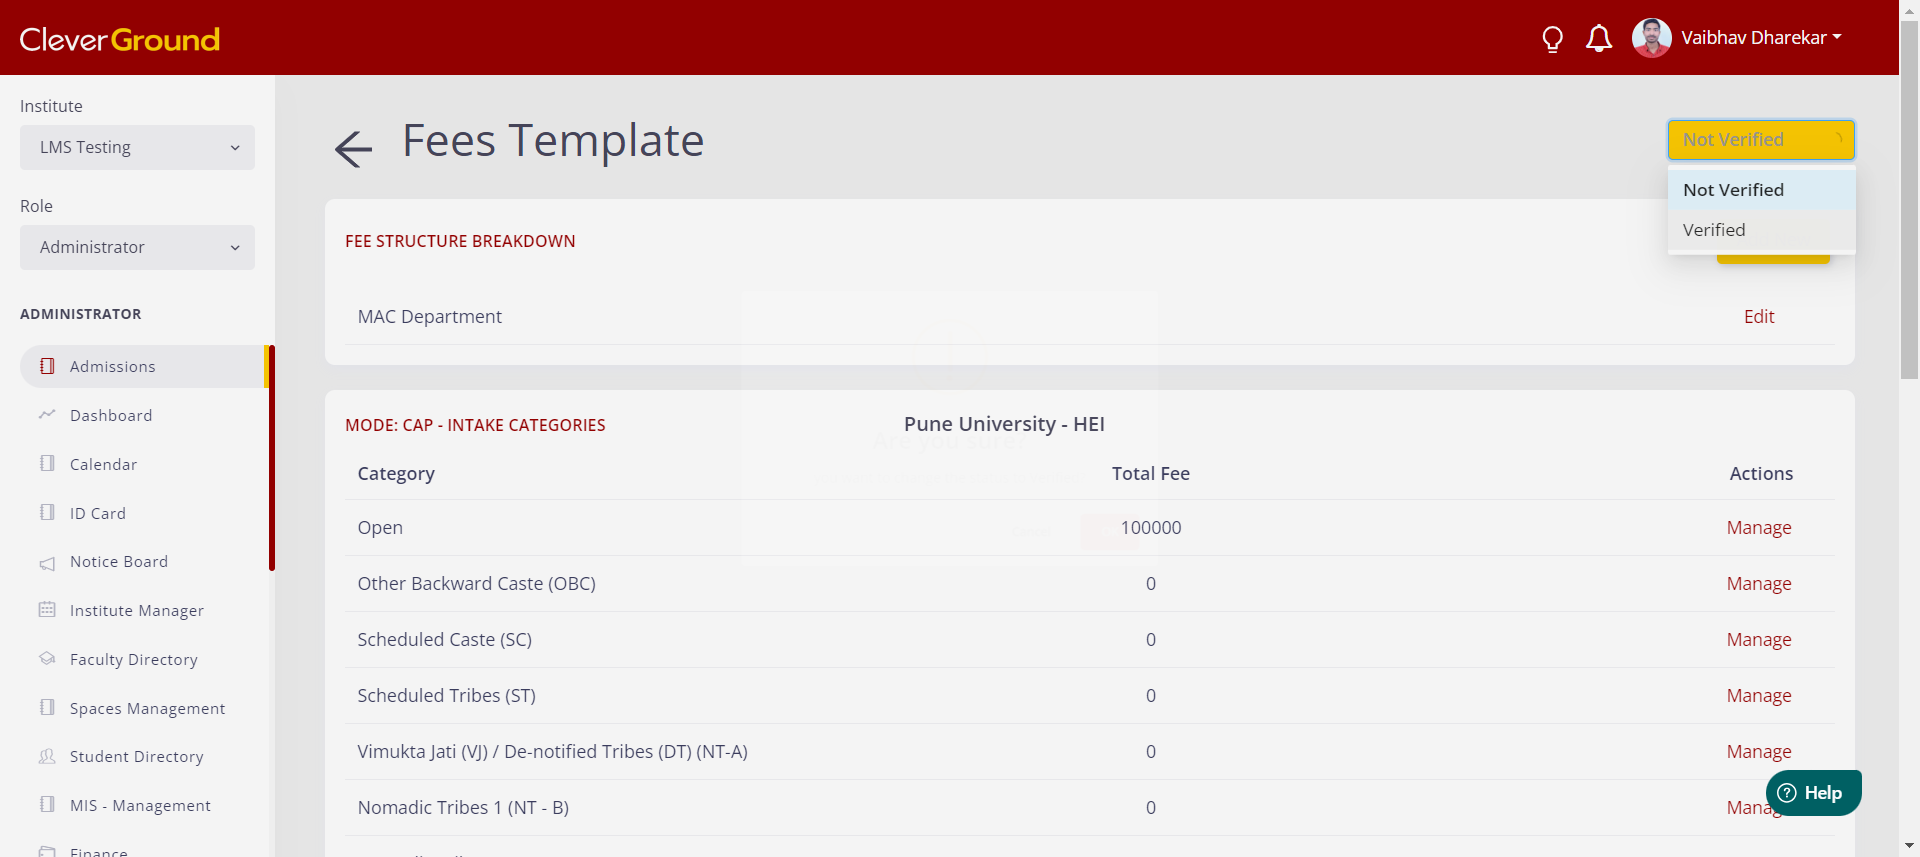 CleverGround
Vaibhav Dharekar
Institute
LMS Testing
Role
Administrator
ADMINISTRATOR
Admissions
Dashboard
Calendar
ID Card
Notice Board
Institute Manager
Faculty Directory
Spaces Management
Student Directory
MIS - Management
Finance
Fees Template
Not Verified
Not Verified
Verified
FEE STRUCTURE BREAKDOWN
MAC Department Edit
MODE: CAP - INTAKE CATEGORIES Pune University - HEI
Are you sure?
Category Total Fee Actions
Open 100000 Manage
Other Backward Caste (OBC) 0 Manage
Scheduled Caste (SC) 0 Manage
Scheduled Tribes (ST) 0 Manage
Vimukta Jati (VJ) / De-notified Tribes (DT) (NT-A) 0 Manage
Nomadic Tribes 1 (NT - B) 0 Manage
Help